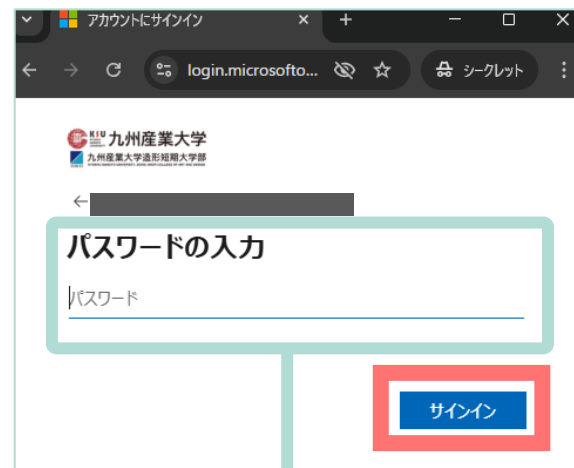 アカウントにサインイン
login.microsofto...
シークレット
KSU 九州産業大学
九州産業大学造形短期大学部
パスワードの入力
パスワード
サインイン